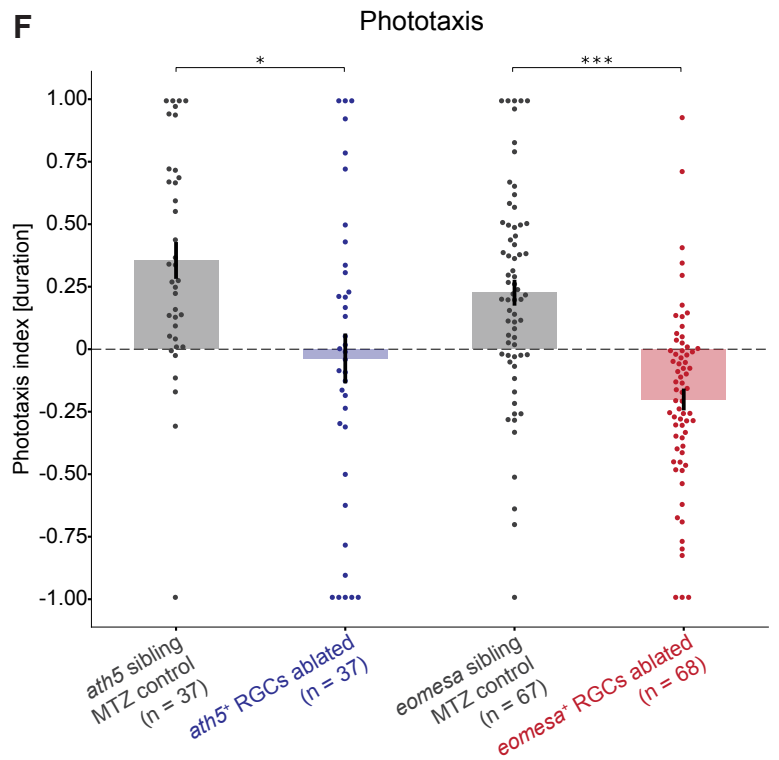 F
Phototaxis
*
***
Phototaxis index [duration]
1.00
0.75
0.50
0.25
0
-0.25
-0.50
-0.75
-1.00
ath5 sibling
MTZ control
(n = 37)
ath5⁺ RGCs ablated
(n = 37)
eomesa sibling
MTZ control
(n = 67)
eomesa⁺ RGCs ablated
(n = 68)